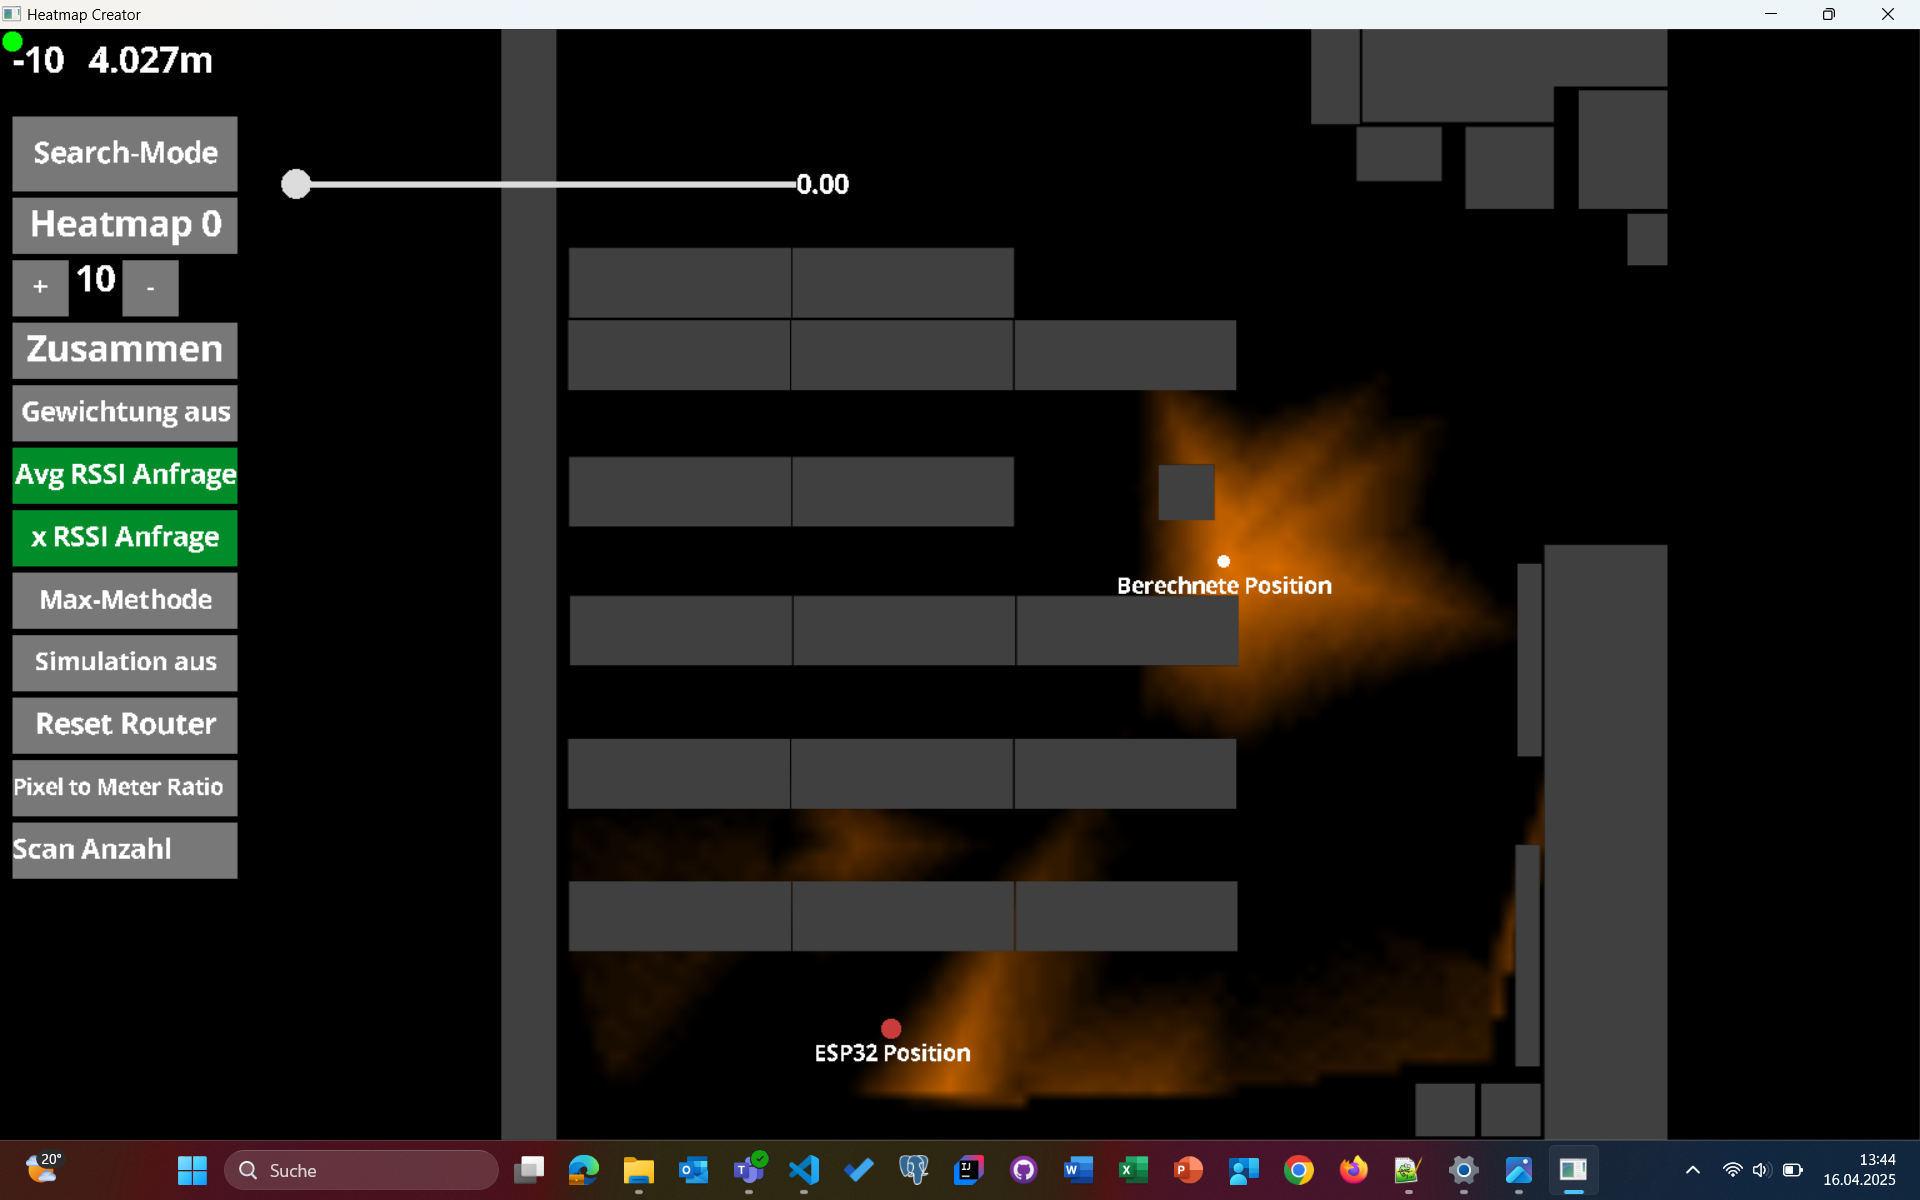 Heatmap Creator
-10 4.027m
Search-Mode
0.00
Heatmap 0
+ 10 -
Zusammen
Gewichtung aus
Avg RSSI Anfrage
x RSSI Anfrage
Berechnete Position
Max-Methode
Simulation aus
Reset Router
Pixel to Meter Ratio
Scan Anzahl
ESP32 Position
20°
Suche
13:44
16.04.2025